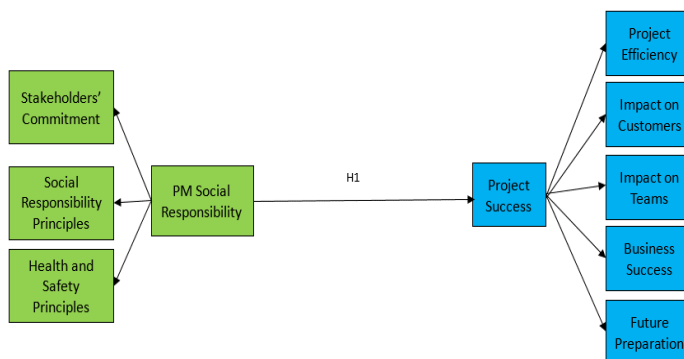 Stakeholders'
Commitment
Social
Responsibility
Principles
Health and
Safety
Principles
PM Social
Responsibility
H1
Project
Success
Project
Efficiency
Impact on
Customers
Impact on
Teams
Business
Success
Future
Preparation